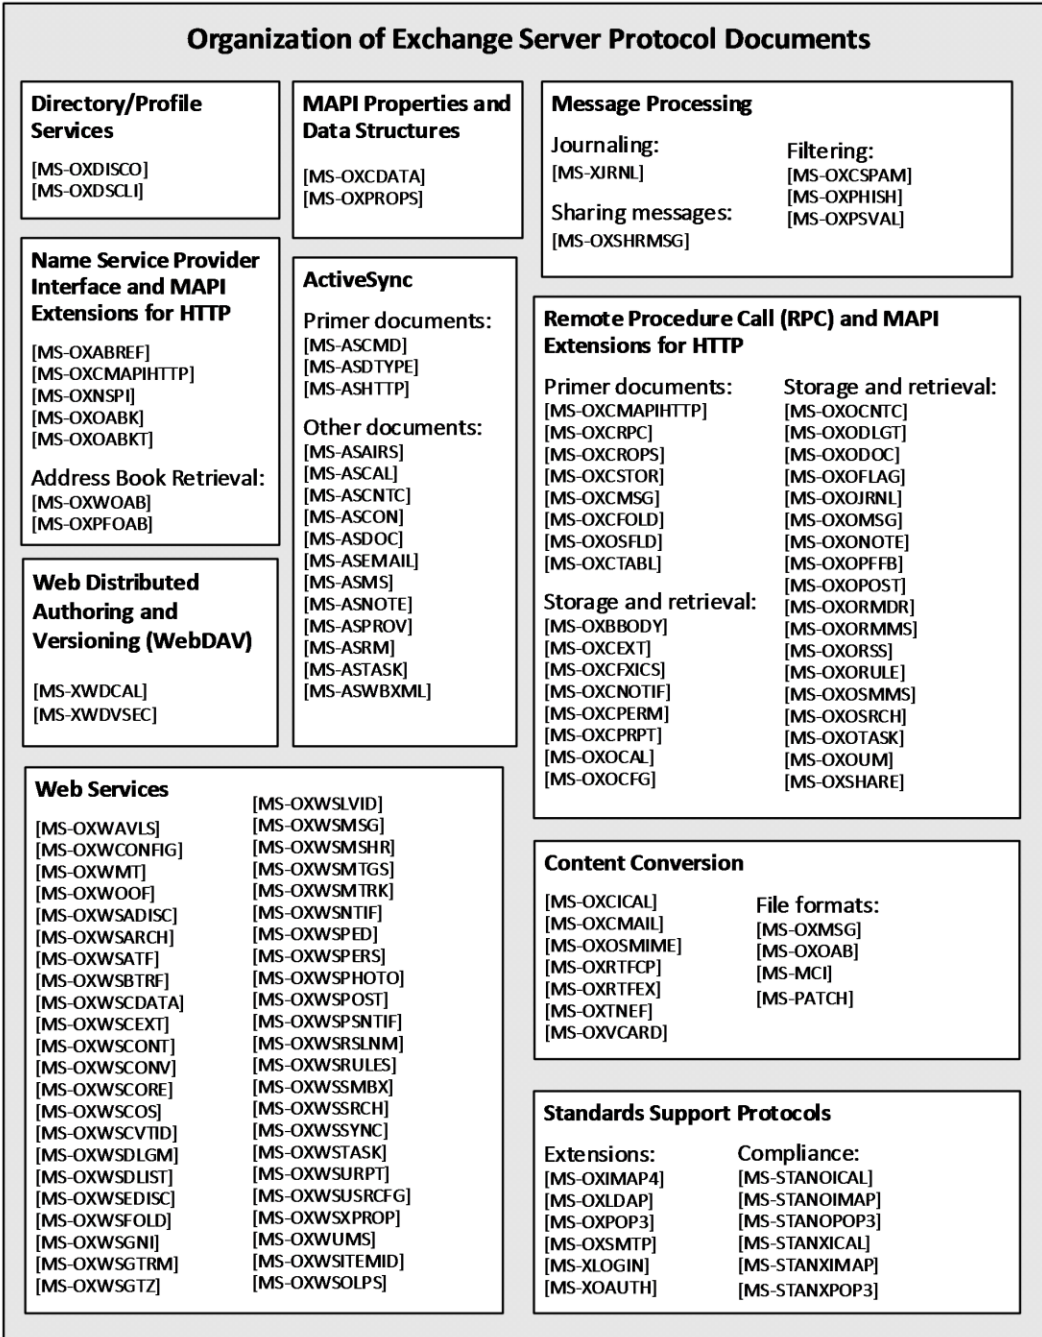 Organization of Exchange Server Protocol Documents
Directory/Profile
Services
[MS-OXDISCO]
[MS-OXDSCLI]
MAPI Properties and
Data Structures
[MS-OXCDATA]
[MS-OXPROPS]
Message Processing
Journaling:
[MS-XJRNL]
Sharing messages:
[MS-OXSHRMSG]
Filtering:
[MS-OXCSPAM]
[MS-OXPHISH]
[MS-OXPSVAL]
Name Service Provider
Interface and MAPI
Extensions for HTTP
[MS-OXABREF]
[MS-OXCMAPIHTTP]
[MS-OXNSPI]
[MS-OXOABK]
[MS-OXOABKT]
Address Book Retrieval:
[MS-OXWOAB]
[MS-OXPFOAB]
ActiveSync
Primer documents:
[MS-ASCMD]
[MS-ASDTYPE]
[MS-ASHTTP]
Other documents:
[MS-ASAIRS]
[MS-ASCAL]
[MS-ASCNTC]
[MS-ASCON]
[MS-ASDOC]
[MS-ASEMAIL]
[MS-ASMS]
[MS-ASNOTE]
[MS-ASPROV]
[MS-ASRM]
[MS-ASTASK]
[MS-ASWBXML]
Remote Procedure Call (RPC) and MAPI
Extensions for HTTP
Primer documents:
[MS-OXCMAPIHTTP]
[MS-OXCRPC]
[MS-OXCROPS]
[MS-OXCSTOR]
[MS-OXCMSG]
[MS-OXCFOLD]
[MS-OXOSFLD]
[MS-OXCTABL]
Storage and retrieval:
[MS-OXBBODY]
[MS-OXCEXT]
[MS-OXCFXICS]
[MS-OXCNOTIF]
[MS-OXCPERM]
[MS-OXCPRPT]
[MS-OXOCAL]
[MS-OXOCFG]
Storage and retrieval:
[MS-OXOCNTC]
[MS-OXODLGT]
[MS-OXODOC]
[MS-OXOFLAG]
[MS-OXOJRNL]
[MS-OXOMSG]
[MS-OXONOTE]
[MS-OXOPFFB]
[MS-OXOPOST]
[MS-OXORMDR]
[MS-OXORMMS]
[MS-OXORSS]
[MS-OXORULE]
[MS-OXOSMMS]
[MS-OXOSRCH]
[MS-OXOTASK]
[MS-OXOUM]
[MS-OXSHARE]
Web Distributed
Authoring and
Versioning (WebDAV)
[MS-XWDCAL]
[MS-XWDVSEC]
Web Services
[MS-OXWAVLS]
[MS-OXWCONFIG]
[MS-OXWMT]
[MS-OXWOOF]
[MS-OXWSADISC]
[MS-OXWSARCH]
[MS-OXWSATF]
[MS-OXWSBTRF]
[MS-OXWSCDATA]
[MS-OXWSCEXT]
[MS-OXWSCONT]
[MS-OXWSCONV]
[MS-OXWSCORE]
[MS-OXWSCOS]
[MS-OXWSCVTID]
[MS-OXWSDLGM]
[MS-OXWSDLIST]
[MS-OXWSEDISC]
[MS-OXWSFOLD]
[MS-OXWSGNI]
[MS-OXWSGTRM]
[MS-OXWSGTZ]
[MS-OXWSLVID]
[MS-OXWSMSG]
[MS-OXWSMSHR]
[MS-OXWSMTGS]
[MS-OXWSMTRK]
[MS-OXWSNTIF]
[MS-OXWSPED]
[MS-OXWSPERS]
[MS-OXWSPHOTO]
[MS-OXWSPOST]
[MS-OXWSPSNTIF]
[MS-OXWSRSLNM]
[MS-OXWSRULES]
[MS-OXWSSMBX]
[MS-OXWSSRCH]
[MS-OXWSSYNC]
[MS-OXWSTASK]
[MS-OXWSURPT]
[MS-OXWSUSRCFG]
[MS-OXWSXPROP]
[MS-OXWUMS]
[MS-OXWSITEMID]
[MS-OXWSOLPS]
Content Conversion
[MS-OXCICAL]
[MS-OXCMAIL]
[MS-OXOSMIME]
[MS-OXRTFCP]
[MS-OXRTFEX]
[MS-OXTNEF]
[MS-OXVCARD]
File formats:
[MS-OXMSG]
[MS-OXOAB]
[MS-MCI]
[MS-PATCH]
Standards Support Protocols
Extensions:
[MS-OXIMAP4]
[MS-OXLDAP]
[MS-OXPOP3]
[MS-OXSMTP]
[MS-XLOGIN]
[MS-XOAUTH]
Compliance:
[MS-STANOICAL]
[MS-STANOIMAP]
[MS-STANOPOP3]
[MS-STANXICAL]
[MS-STANXIMAP]
[MS-STANXPOP3]